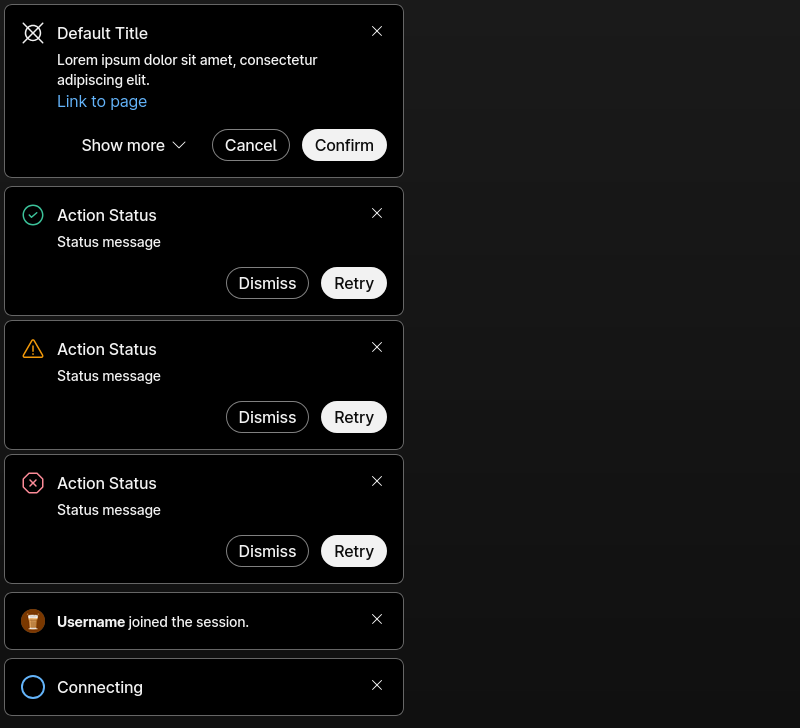 Default Title
Lorem ipsum dolor sit amet, consectetur
adipiscing elit.
Link to page
Show more Cancel Confirm
Action Status
Status message
Dismiss Retry
Action Status
Status message
Dismiss Retry
Action Status
Status message
Dismiss Retry
Username joined the session.
Connecting